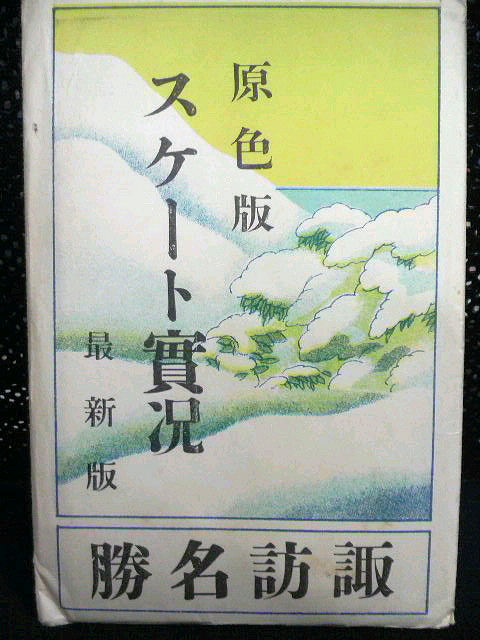 原色版
スケート實況
最新版
諏訪名勝